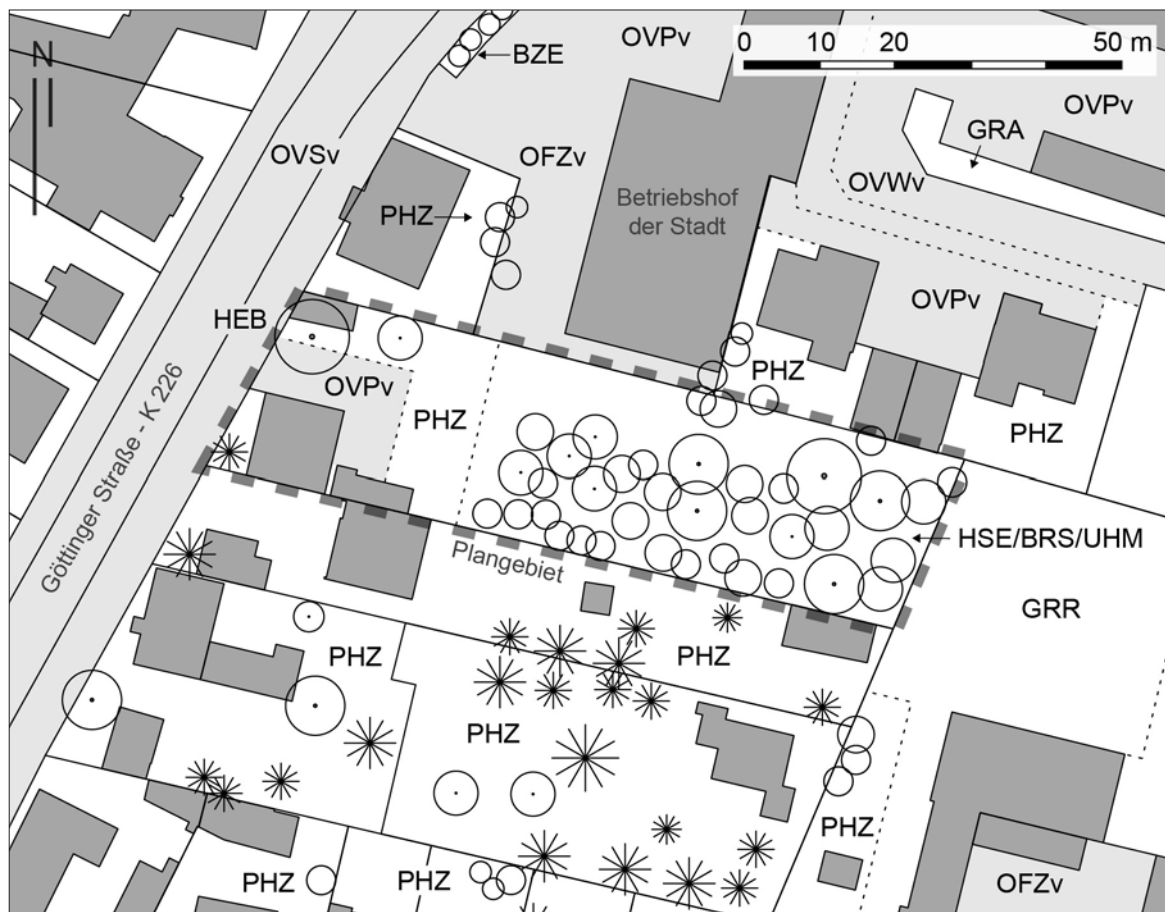 OVPv
0 10 20 50 m
BZE
N
OVPv
GRA
OVSv
OFZv
OVWv
PHZ
Betriebshof
der Stadt
OVPv
HEB
PHZ
OVPv
PHZ
PHZ
Göttinger Straße - K 226
HSE/BRS/UHM
Plangebiet
GRR
PHZ
PHZ
PHZ
PHZ
PHZ
PHZ
OFZv